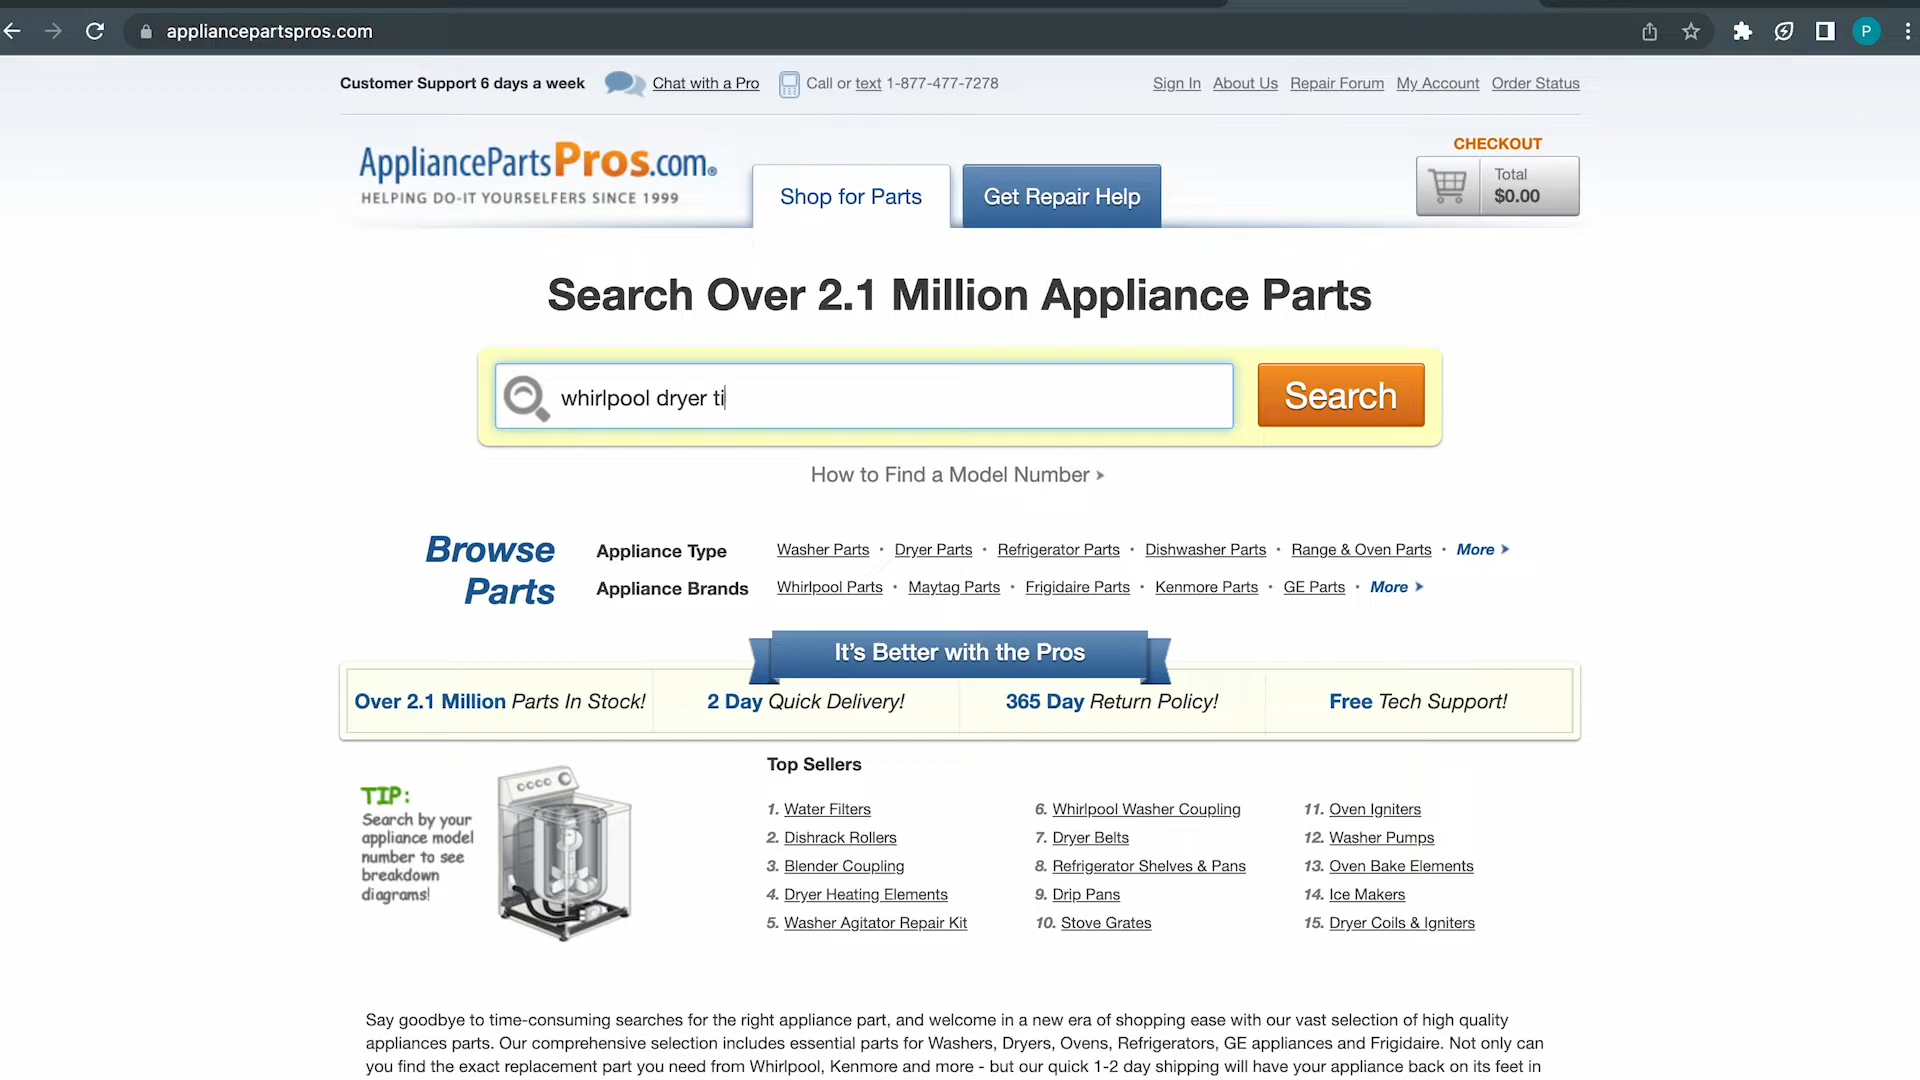 appliancepartspros.com
P
Customer Support 6 days a week Chat with a Pro Call or text 1-877-477-7278 Sign In About Us Repair Forum My Account Order Status
AppliancePartsPros.com®
HELPING DO-IT YOURSELFERS SINCE 1999
Shop for Parts
Get Repair Help
CHECKOUT
Total
$0.00
Search Over 2.1 Million Appliance Parts
whirlpool dryer ti
Search
How to Find a Model Number
Browse Parts
Appliance Type Washer Parts • Dryer Parts • Refrigerator Parts • Dishwasher Parts • Range & Oven Parts • More
Appliance Brands Whirlpool Parts • Maytag Parts • Frigidaire Parts • Kenmore Parts • GE Parts • More
It's Better with the Pros
Over 2.1 Million Parts In Stock! 2 Day Quick Delivery! 365 Day Return Policy! Free Tech Support!
TIP:
Search by your
appliance model
number to see
breakdown
diagrams!
Top Sellers
1. Water Filters
2. Dishrack Rollers
3. Blender Coupling
4. Dryer Heating Elements
5. Washer Agitator Repair Kit
6. Whirlpool Washer Coupling
7. Dryer Belts
8. Refrigerator Shelves & Pans
9. Drip Pans
10. Stove Grates
11. Oven Igniters
12. Washer Pumps
13. Oven Bake Elements
14. Ice Makers
15. Dryer Coils & Igniters
Say goodbye to time-consuming searches for the right appliance part, and welcome in a new era of shopping ease with our vast selection of high quality
appliances parts. Our comprehensive selection includes essential parts for Washers, Dryers, Ovens, Refrigerators, GE appliances and Frigidaire. Not only can
you find the exact replacement part you need from Whirlpool, Kenmore and more - but our quick 1-2 day shipping will have your appliance back on its feet in